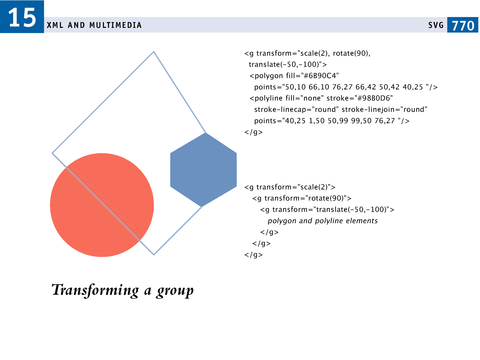 15
XML AND MULTIMEDIA
SVG 770
<g transform="scale(2), rotate(90),
translate(-50,-100)">
<polygon fill="#6B90C4"
points="50,10 66,10 76,27 66,42 50,42 40,25 "/>
<polyline fill="none" stroke="#9880D6"
stroke-linecap="round" stroke-linejoin="round"
points="40,25 1,50 50,99 99,50 76,27 "/>
</g>
<g transform="scale(2)">
<g transform="rotate(90)">
<g transform="translate(-50,-100)">
polygon and polyline elements
</g>
</g>
</g>
Transforming a group